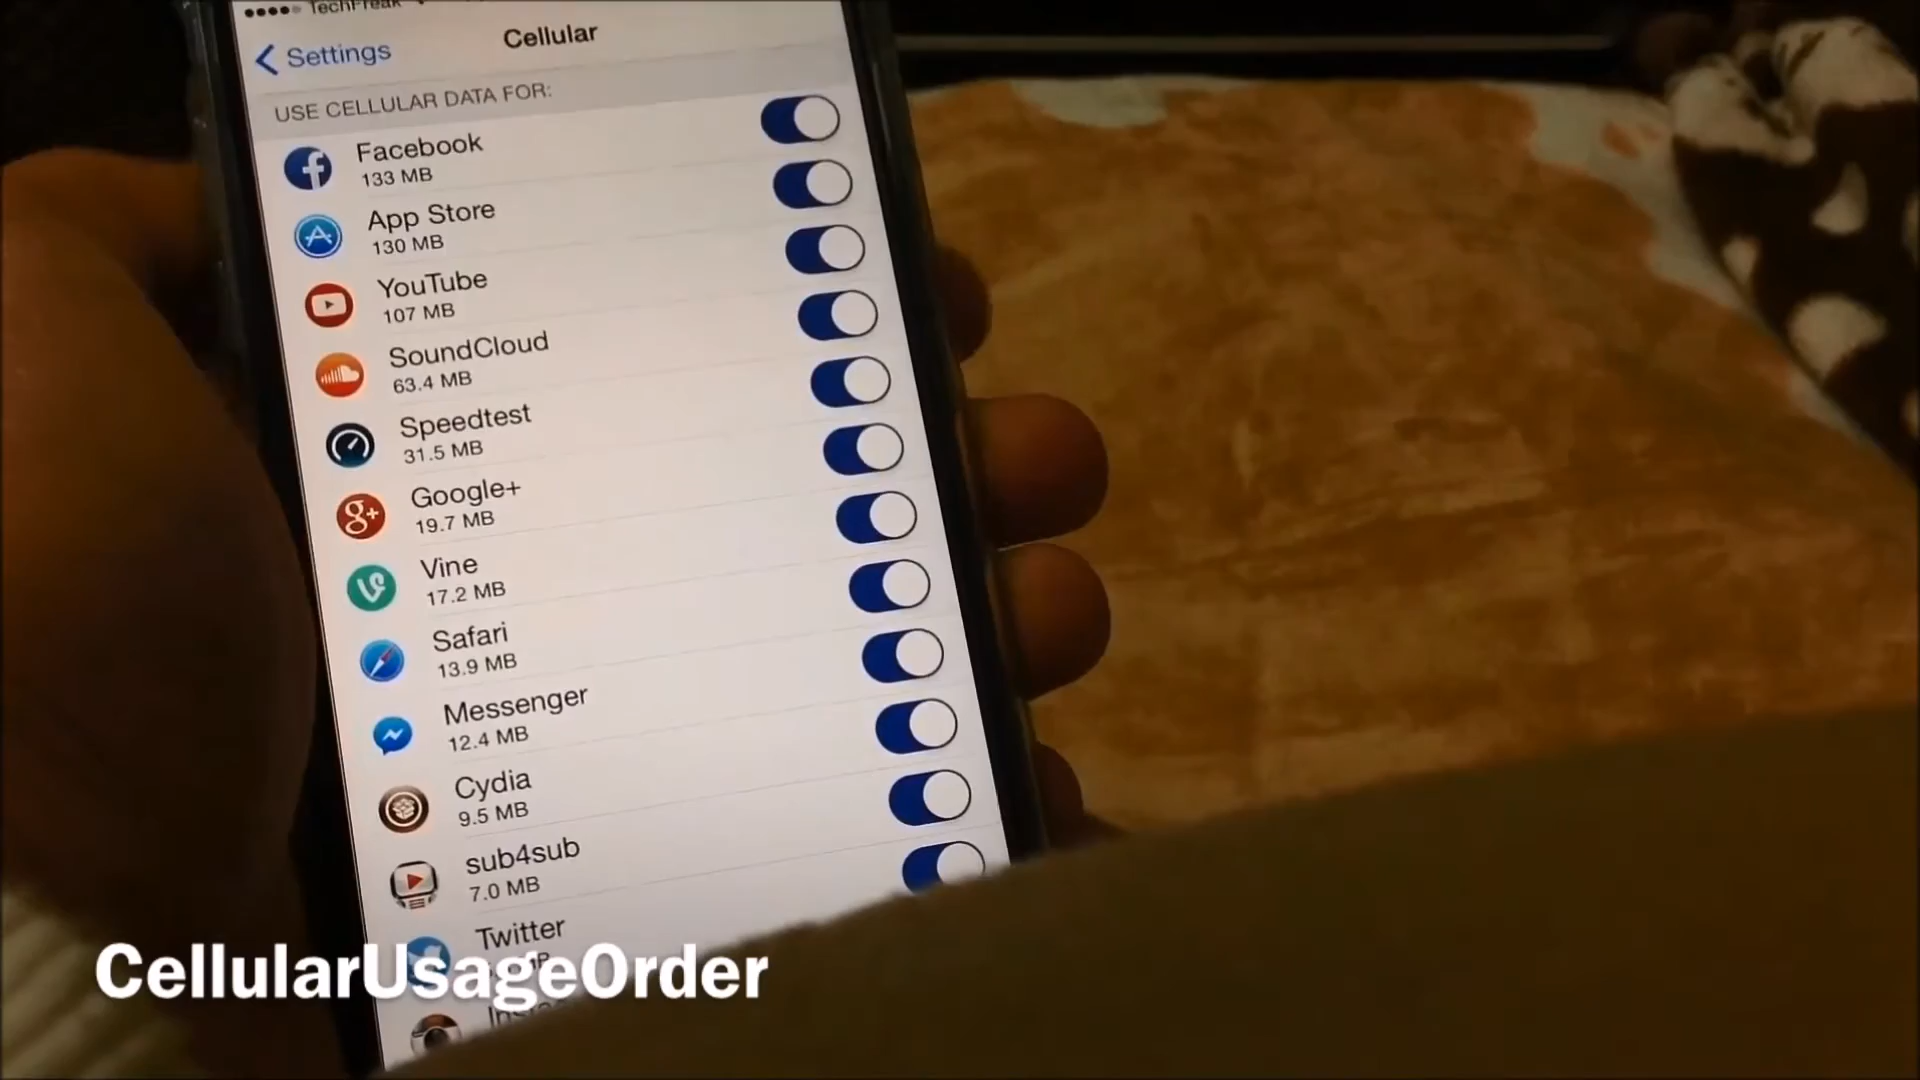 TechFreak
Settings
Cellular
USE CELLULAR DATA FOR:
Facebook
133 MB
App Store
130 MB
YouTube
107 MB
SoundCloud
63.4 MB
Speedtest
31.5 MB
Google+
19.7 MB
Vine
17.2 MB
Safari
13.9 MB
Messenger
12.4 MB
Cydia
9.5 MB
sub4sub
7.0 MB
Twitter
CellularUsageOrder